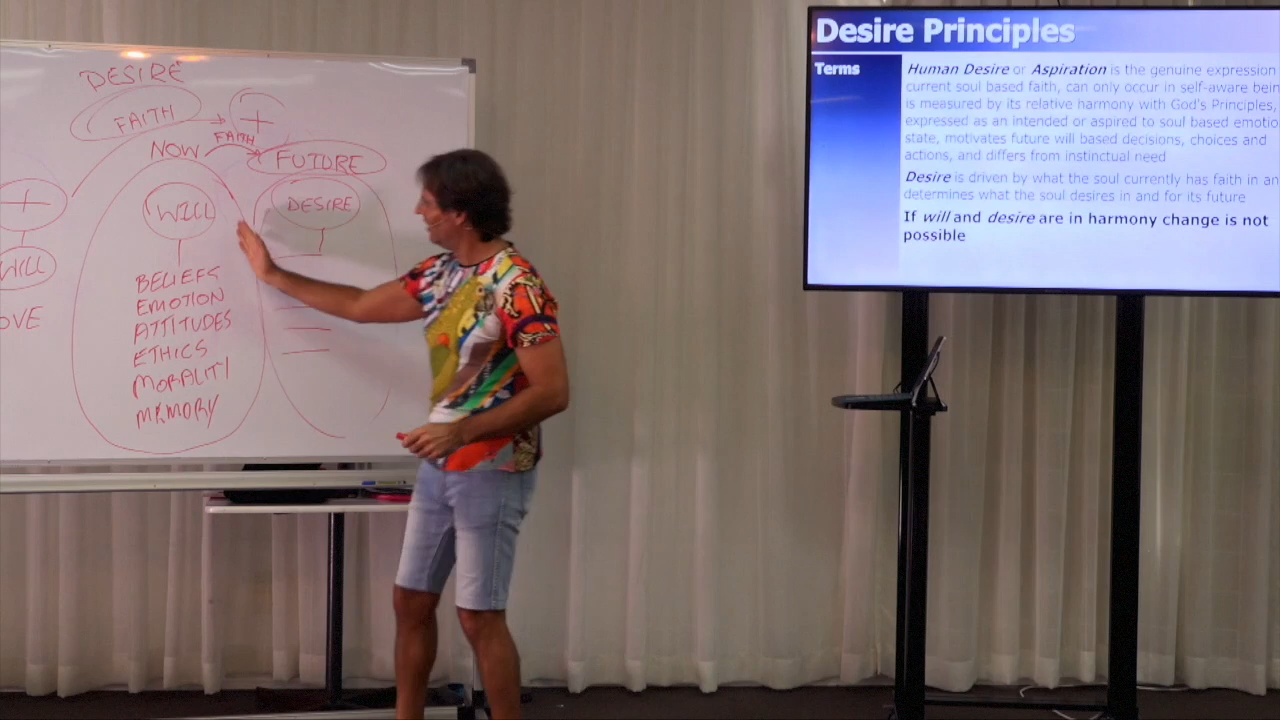 DESIRE
FAITH
+
FAITH
NOW
FUTURE
+
WILL
DESIRE
WILL
BELIEFS
EMOTION
OVE
ATTITUDES
ETHICS
MORALITY
MEMORY
Desire Principles
Terms
Human Desire or Aspiration is the genuine expression
current soul based faith, can only occur in self-aware bein
is measured by its relative harmony with God's Principles,
expressed as an intended or aspired to soul based emotio
state, motivates future will based decisions, choices and
actions, and differs from instinctual need
Desire is driven by what the soul currently has faith in an
determines what the soul desires in and for its future
If will and desire are in harmony change is not
possible